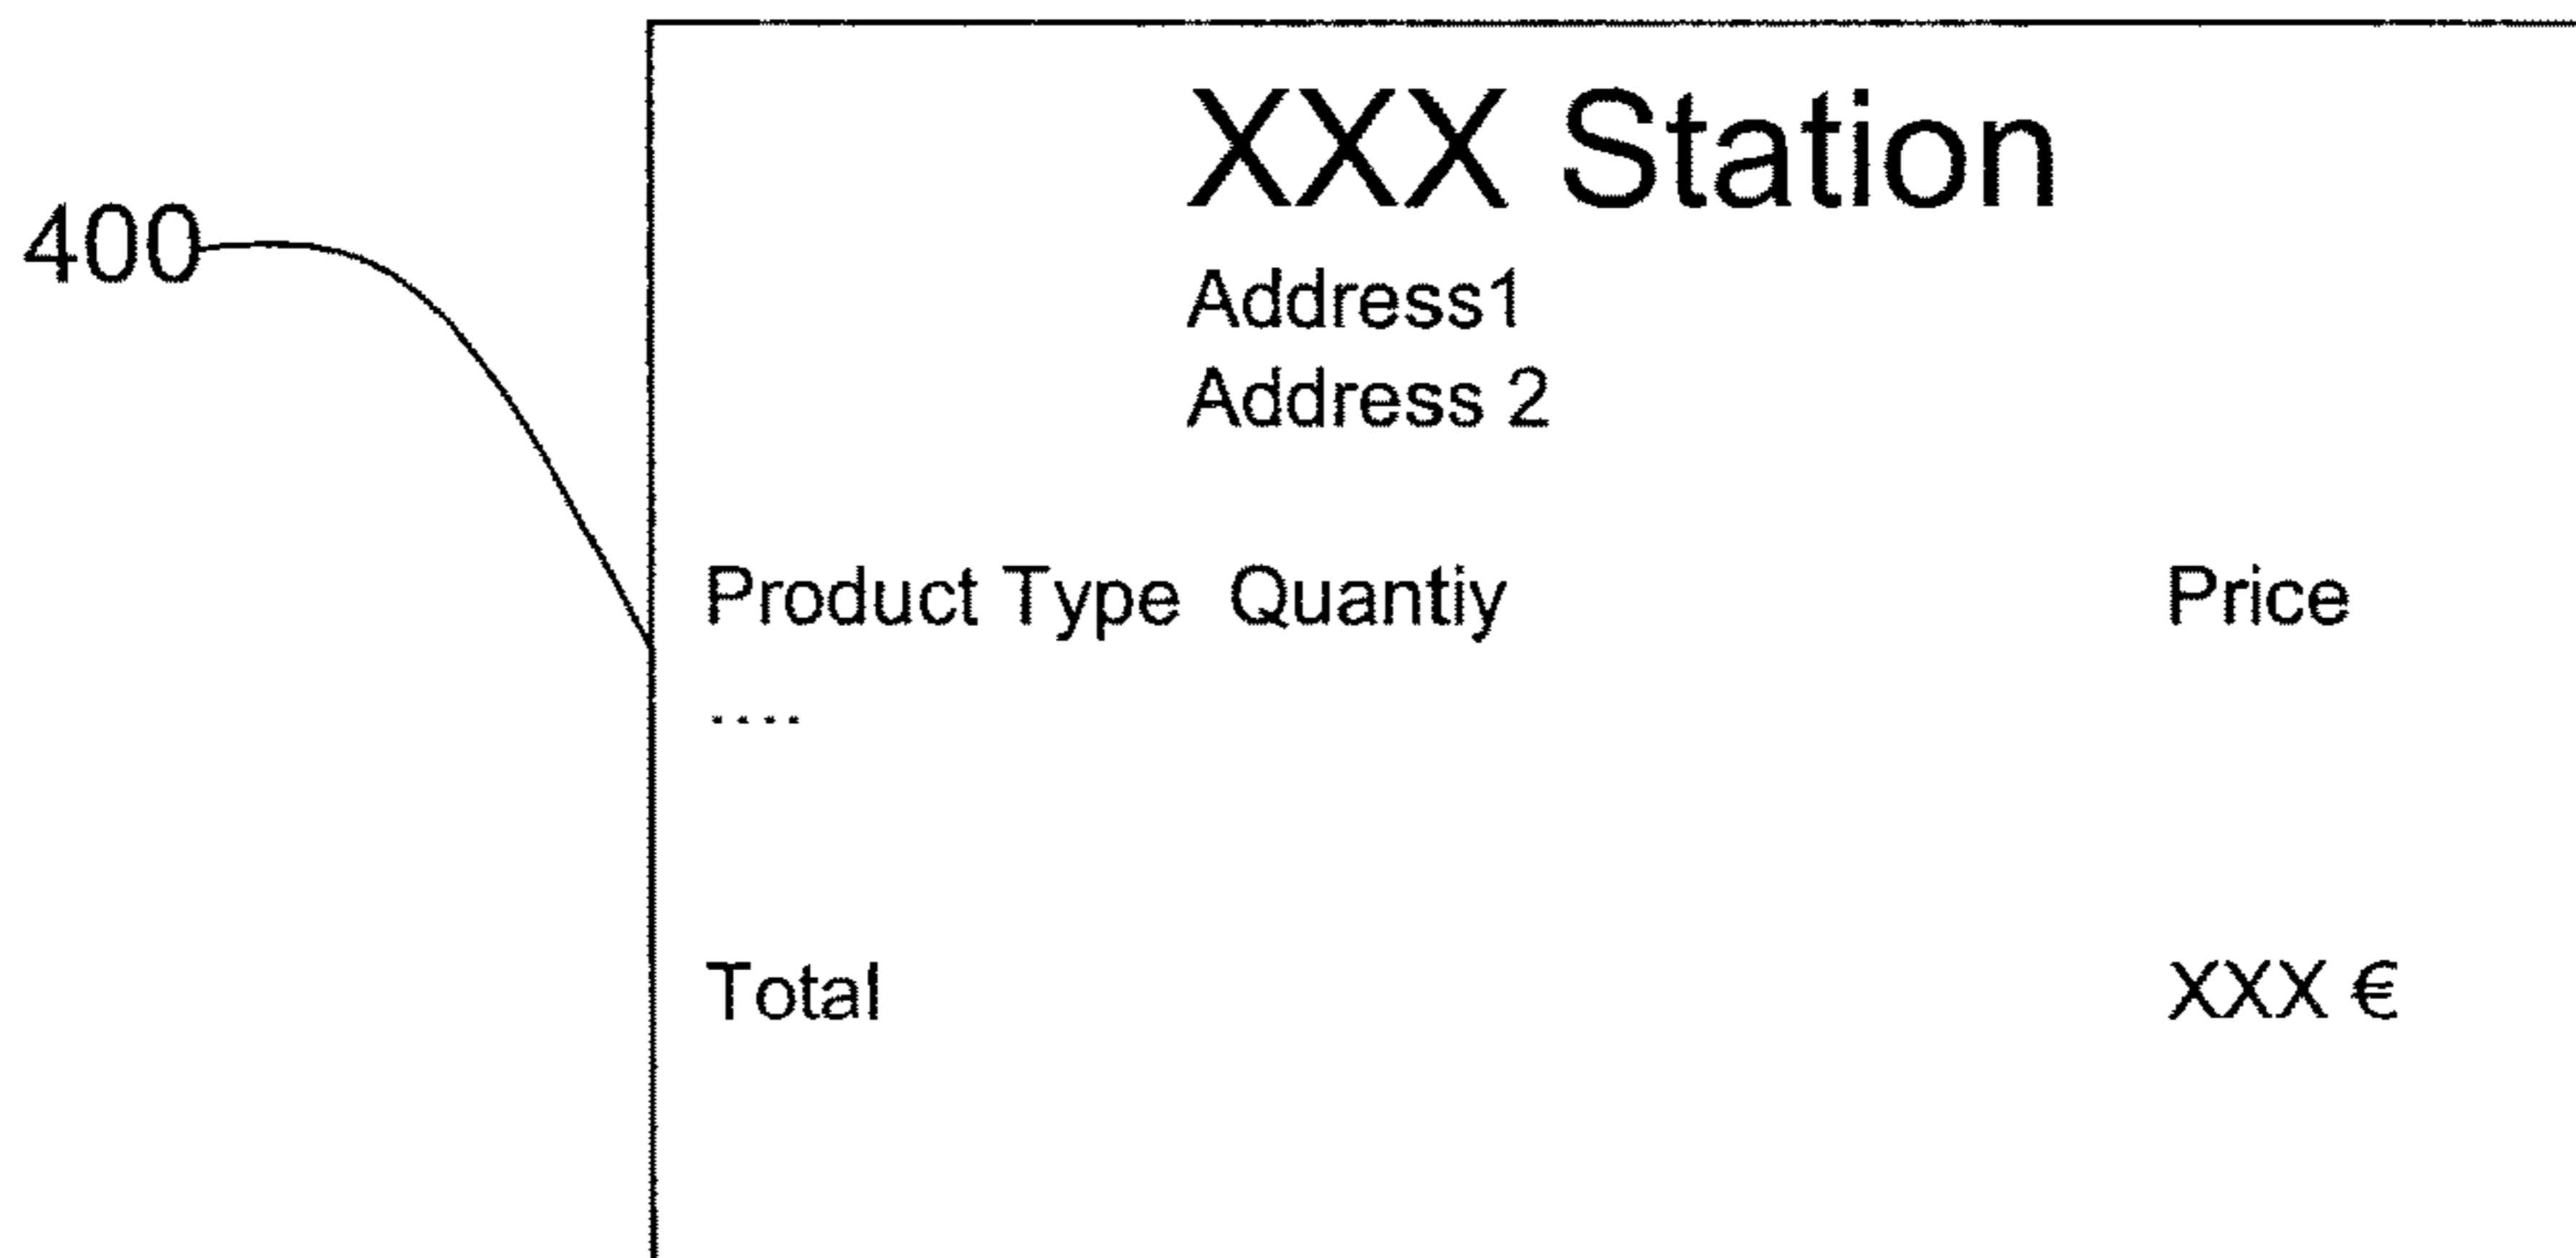 XXX Station
400
Address1
Address 2
Product Type Quantiy Price
....
Total XXX €